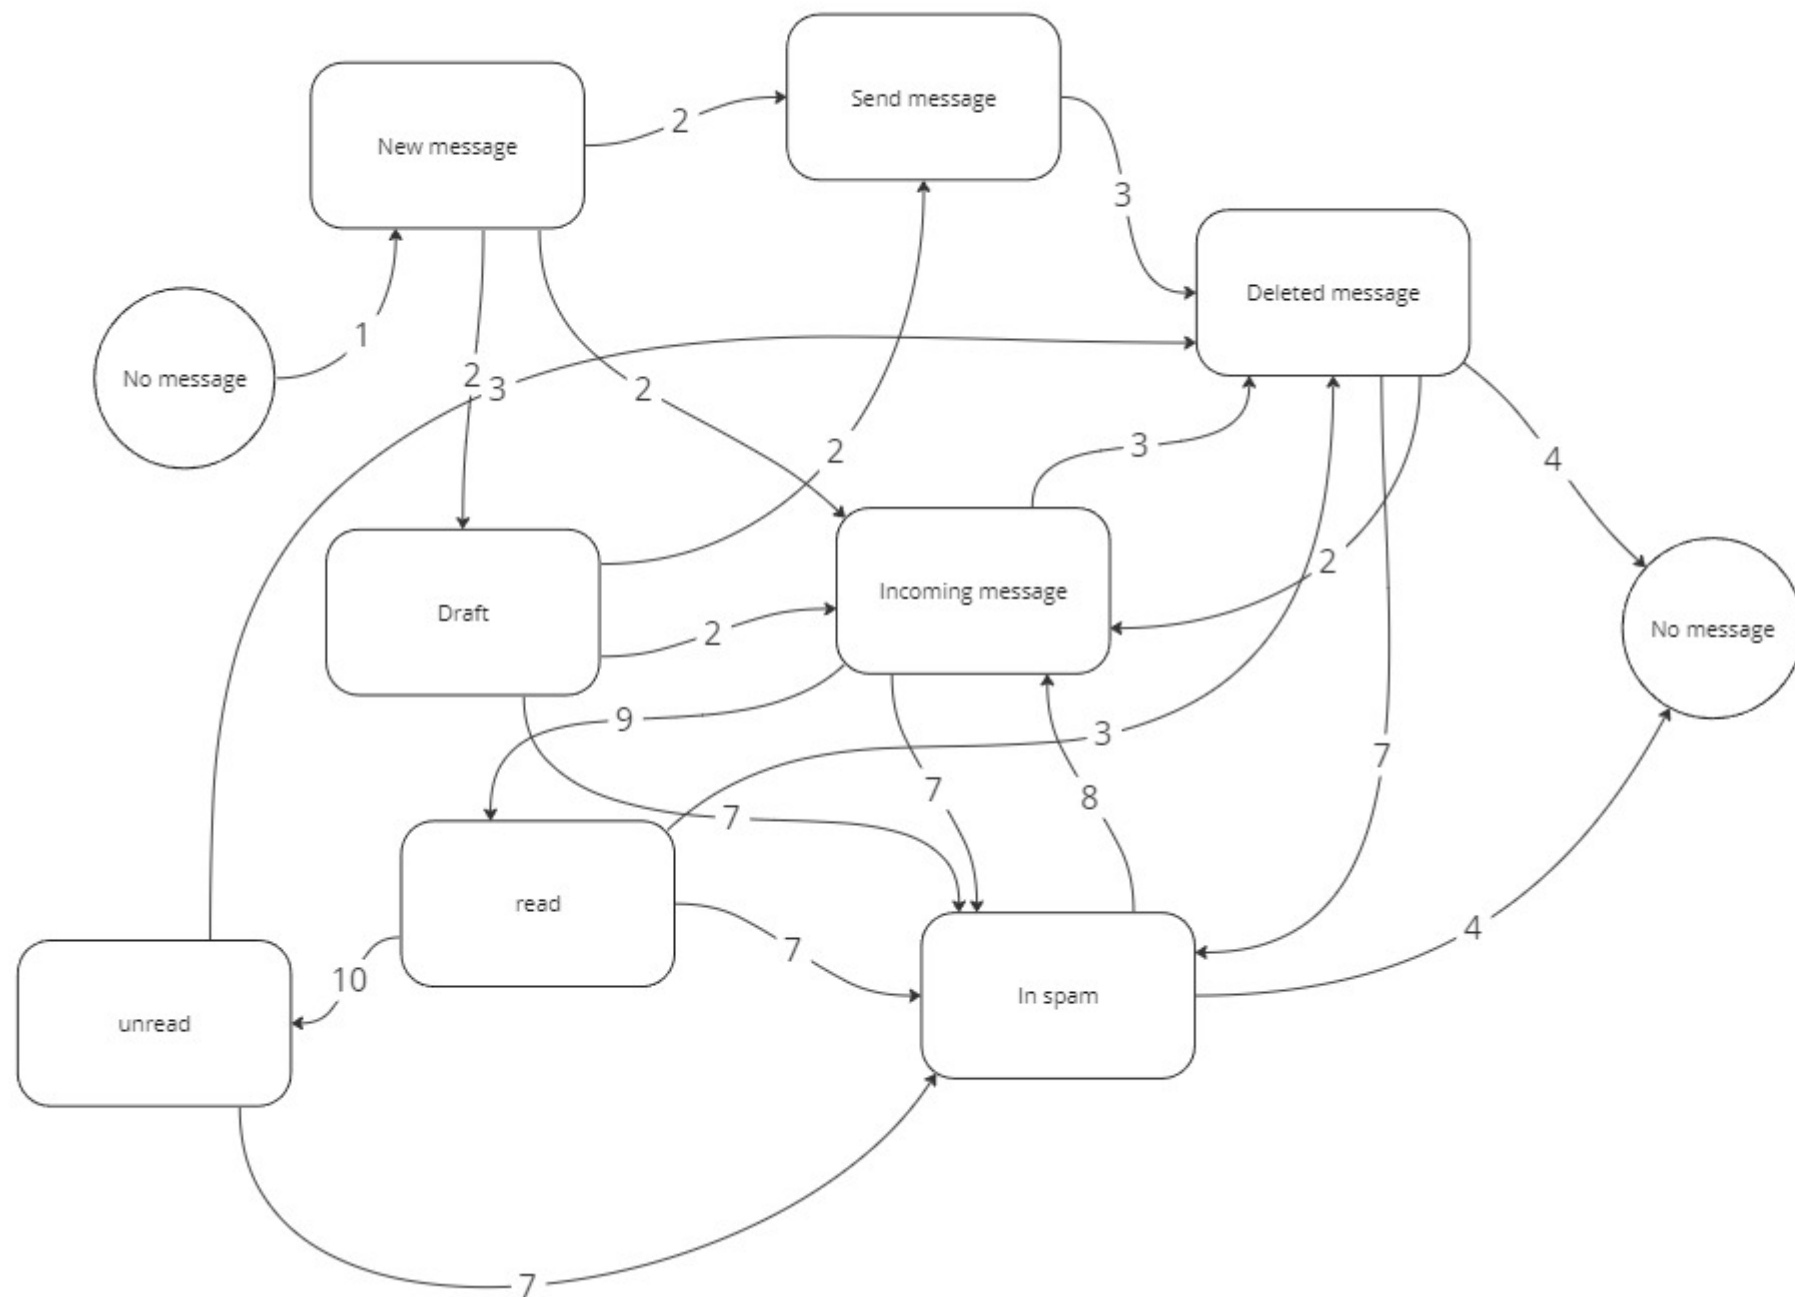 Send message
New message
2
3
Deleted message
1
No message
2
3
2
2
3
4
2
Incoming message
Draft
2
No message
9
3
7
7
8
7
read
7
4
10
In spam
unread
7